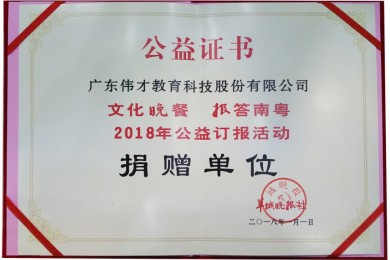 公益证书
广东伟才教育科技股份有限公司
文化晚餐 报答南粤
2018年公益订报活动
捐赠单位
羊城晚报社
二〇一八年一月一日